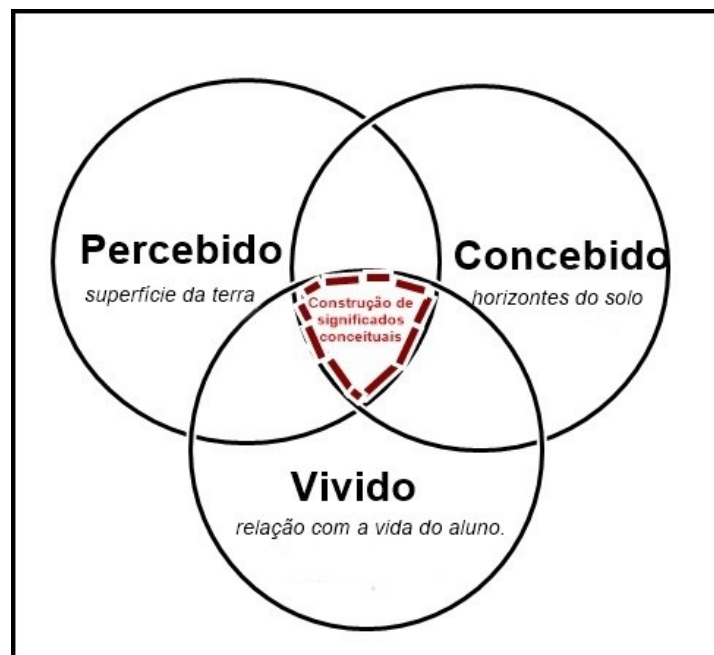 Percebido
superfície da terra
Concebido
horizontes do solo
Construção de
significados
conceituais
Vivido
relação com a vida do aluno.